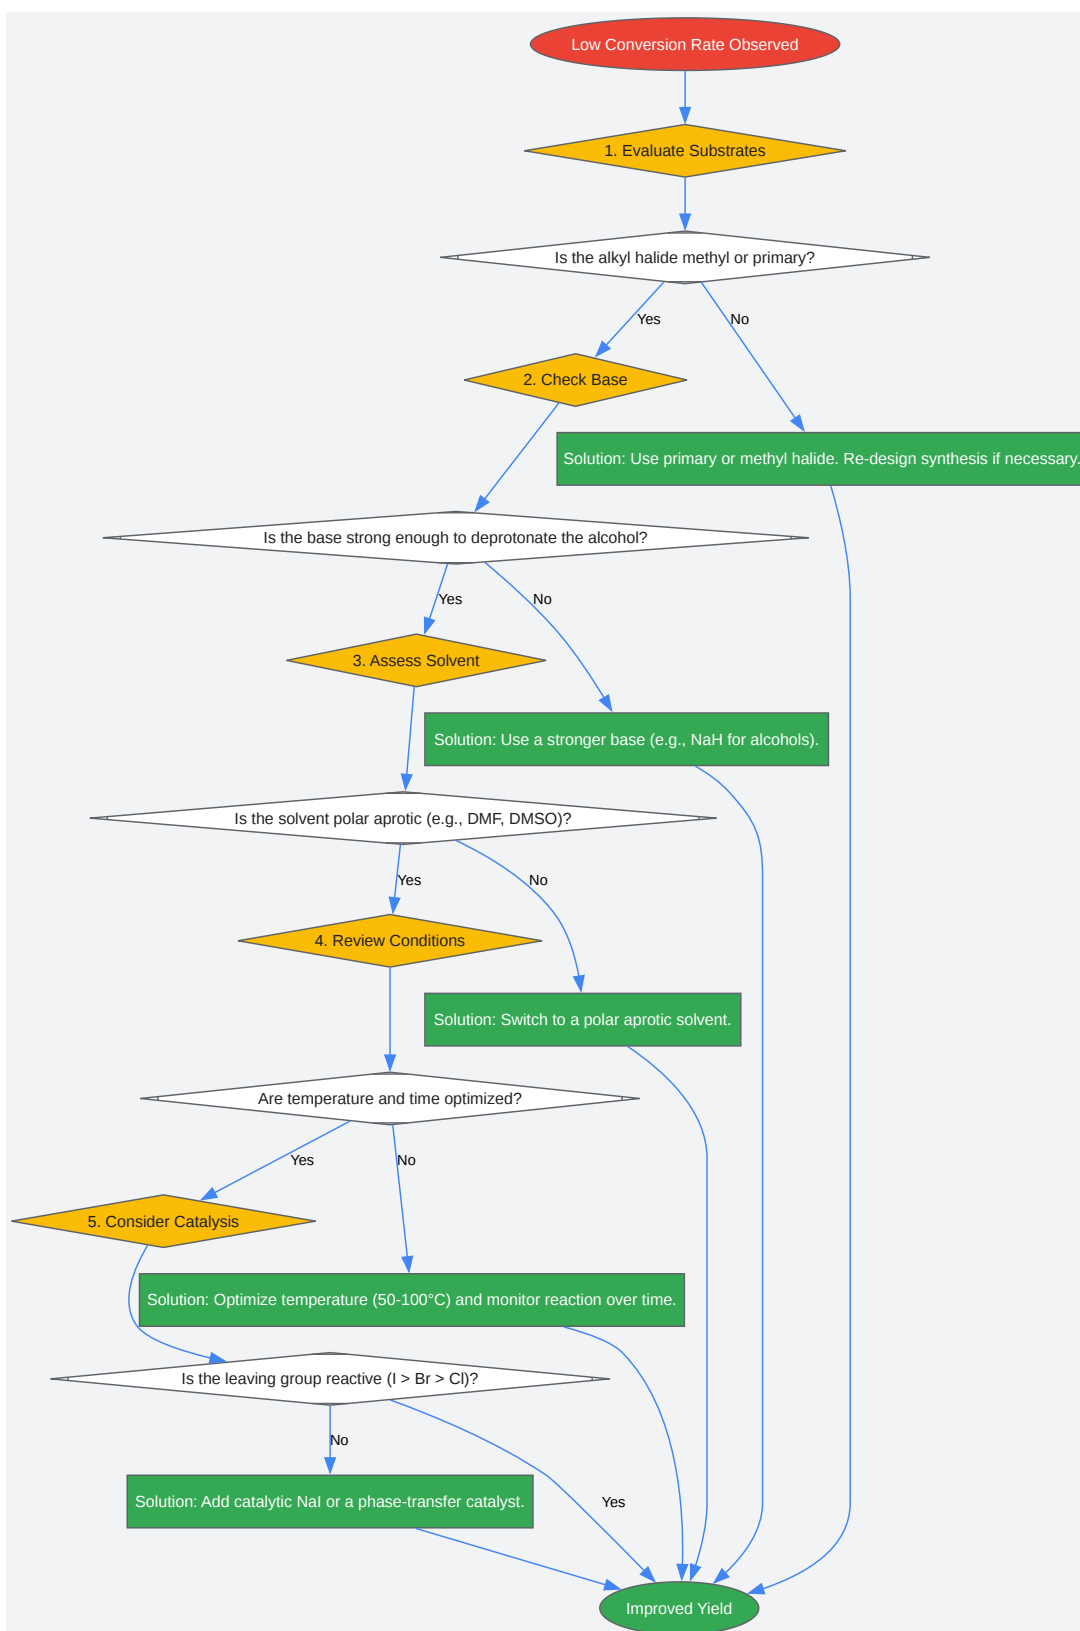 Low Conversion Rate Observed
1. Evaluate Substrates
Is the alkyl halide methyl or primary?
Yes
No
2. Check Base
Solution: Use primary or methyl halide. Re-design synthesis if necessary.
Is the base strong enough to deprotonate the alcohol?
Yes
No
3. Assess Solvent
Solution: Use a stronger base (e.g., NaH for alcohols).
Is the solvent polar aprotic (e.g., DMF, DMSO)?
Yes
No
4. Review Conditions
Solution: Switch to a polar aprotic solvent.
Are temperature and time optimized?
Yes
No
5. Consider Catalysis
Solution: Optimize temperature (50-100°C) and monitor reaction over time.
Is the leaving group reactive (I > Br > Cl)?
No
Solution: Add catalytic NaI or a phase-transfer catalyst.
Yes
Improved Yield